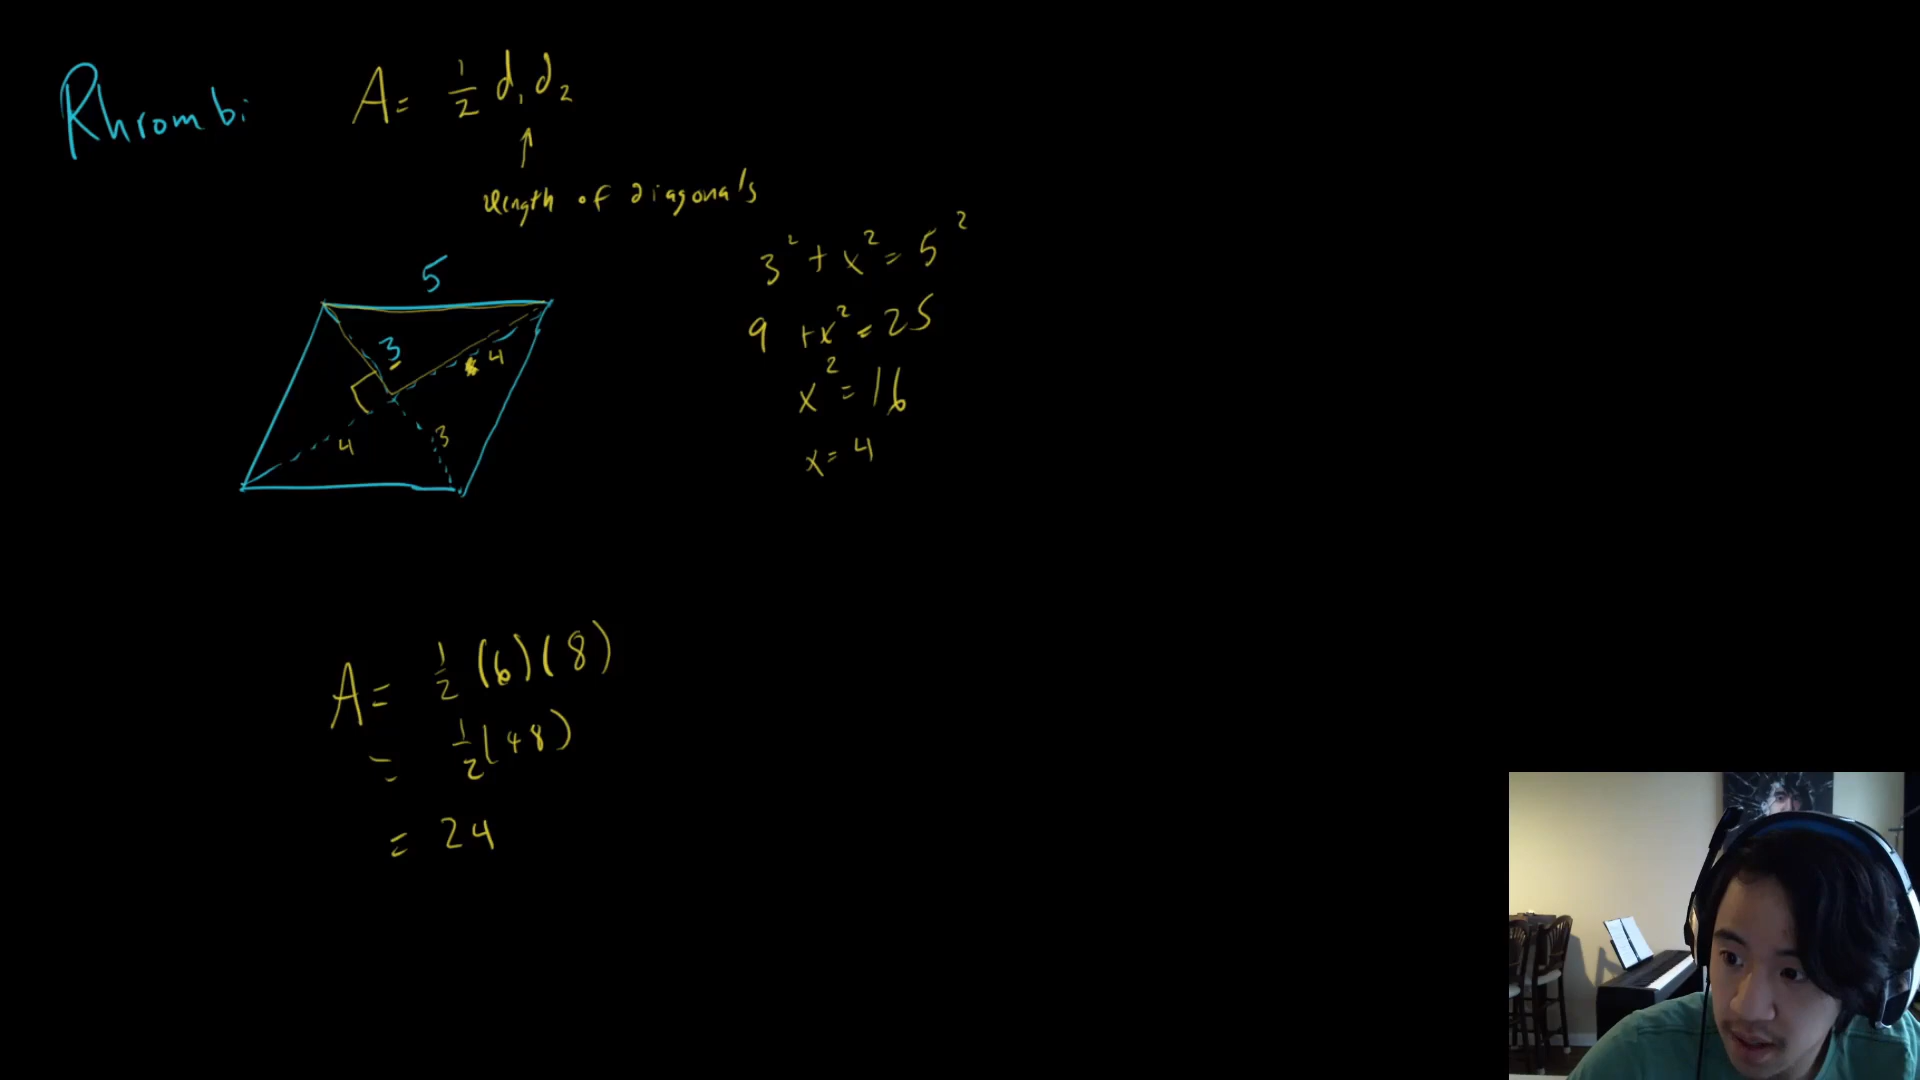 Rhrombi
A = 1/2 d₁d₂
↑
length of diagonals
3² + x² = 5²
9 + x² = 25
x² = 16
x = 4
5
3
4
4
3
A = 1/2 (6)(8)
= 1/2 (48)
= 24